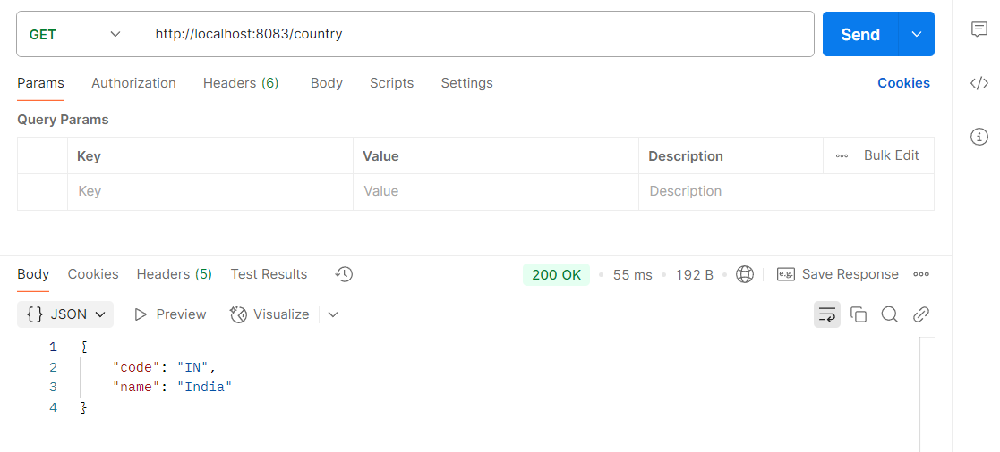 GET http://localhost:8083/country Send
Params Authorization Headers (6) Body Scripts Settings Cookies
Query Params
Key Value Description Bulk Edit
Key Value Description
Body Cookies Headers (5) Test Results 200 OK • 55 ms • 192 B e.g. Save Response
{} JSON Preview Visualize
1 {
2 "code": "IN",
3 "name": "India"
4 }